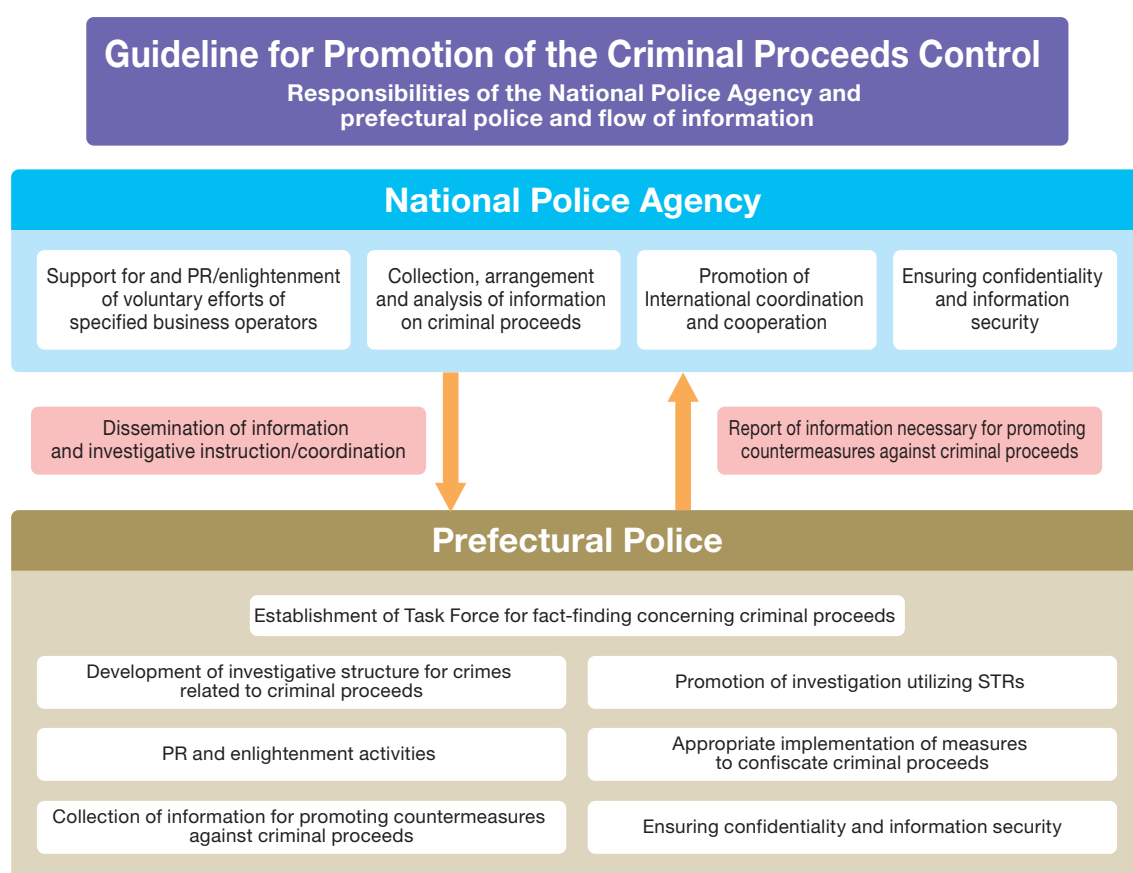 Guideline for Promotion of the Criminal Proceeds Control
Responsibilities of the National Police Agency and
prefectural police and flow of information
National Police Agency
Support for and PR/enlightenment
of voluntary efforts of
specified business operators
Collection, arrangement
and analysis of information
on criminal proceeds
Promotion of
International coordination
and cooperation
Ensuring confidentiality
and information
security
Dissemination of information
and investigative instruction/coordination
Report of information necessary for promoting
countermeasures against criminal proceeds
Prefectural Police
Establishment of Task Force for fact-finding concerning criminal proceeds
Development of investigative structure for crimes
related to criminal proceeds
Promotion of investigation utilizing STRs
PR and enlightenment activities
Appropriate implementation of measures
to confiscate criminal proceeds
Collection of information for promoting countermeasures
against criminal proceeds
Ensuring confidentiality and information security